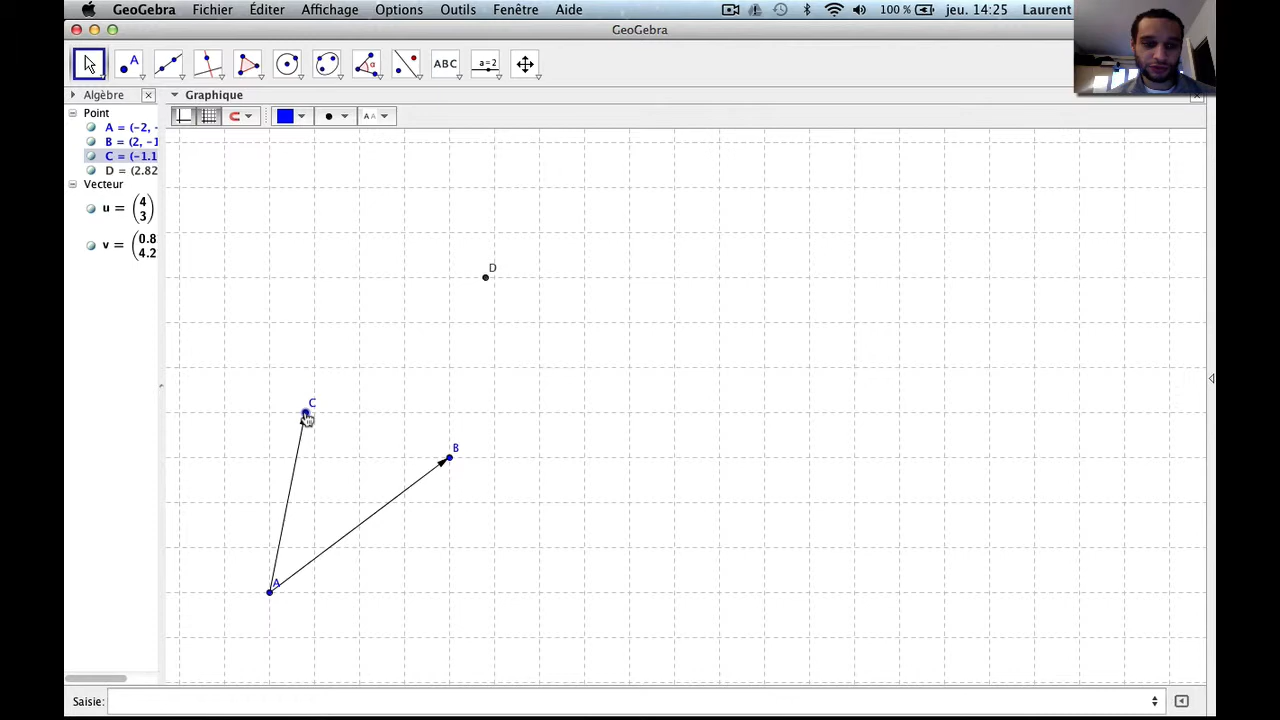 GeoGebra Fichier Éditer Affichage Options Outils Fenêtre Aide 100 % jeu. 14:25 Laurent
GeoGebra
A ABC a=2
Algèbre Graphique
Point
A = (-2, -
B = (2, -1
C = (-1.1
D = (2.82
Vecteur
u = (4 3)
v = (0.8 4.2
A A
D
C
B
A
Saisie: